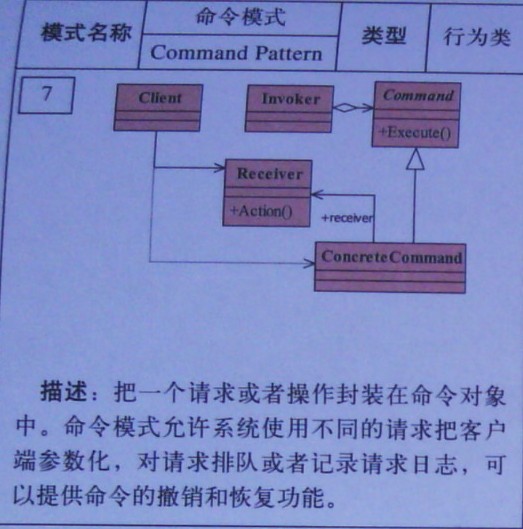 模式名称
命令模式
Command Pattern
类型
行为类
7
Client
Invoker
Command
+Execute()
Receiver
+Action()
+receiver
ConcreteCommand
描述：把一个请求或者操作封装在命令对象
中。命令模式允许系统使用不同的请求把客户
端参数化，对请求排队或者记录请求日志，可
以提供命令的撤销和恢复功能。